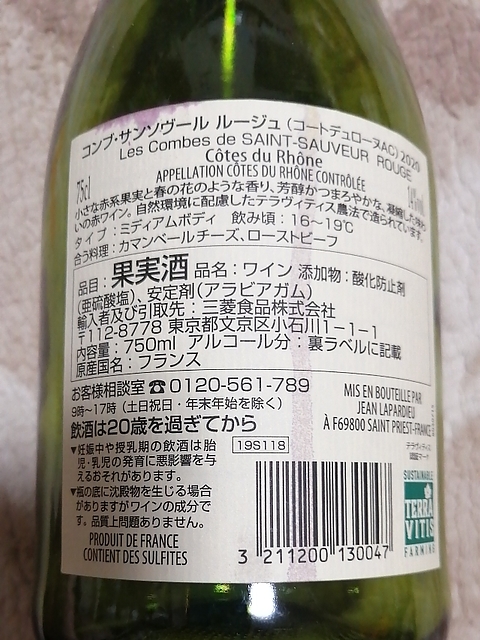 コンブ・サンソヴール ルージュ（コートデュローヌAC）2020
Les Combes de SAINT-SAUVEUR ROUGE
Côtes du Rhône
APPELLATION CÔTES DU RHÔNE CONTRÔLÉE
75cl
小さな赤系果実と春の花のような香り、芳醇かつまろやかな、凝縮した味わ
いの赤ワイン。自然環境に配慮したテラヴィティス農法で造られています。
タイプ：ミディアムボディ 飲み頃：16～19℃
合う料理：カマンベールチーズ、ローストビーフ
品目：果実酒 品名：ワイン 添加物：酸化防止剤
（亜硫酸塩）、安定剤（アラビアガム）
輸入者及び引取先：三菱食品株式会社
〒112-8778 東京都文京区小石川1-1-1
内容量：750ml アルコール分：裏ラベルに記載
原産国名：フランス
お客様相談室☎0120-561-789
9時～17時（土日祝日・年末年始を除く）
飲酒は20歳を過ぎてから
▼妊娠中や授乳期の飲酒は胎
児・乳児の発育に悪影響を与
えるおそれがあります。
▼瓶の底に沈殿物を生じる場合
がありますがワインの成分で
す。品質上問題ありません。
PRODUIT DE FRANCE
CONTIENT DES SULFITES
19S118
MIS EN BOUTEILLE PAR
JEAN LAPARDIEU
À F69800 SAINT PRIEST-FRANCE
テラヴィティス
認証マーク
SUSTAINABLE
TERRA
VITIS
FARMING
3 211200 130047